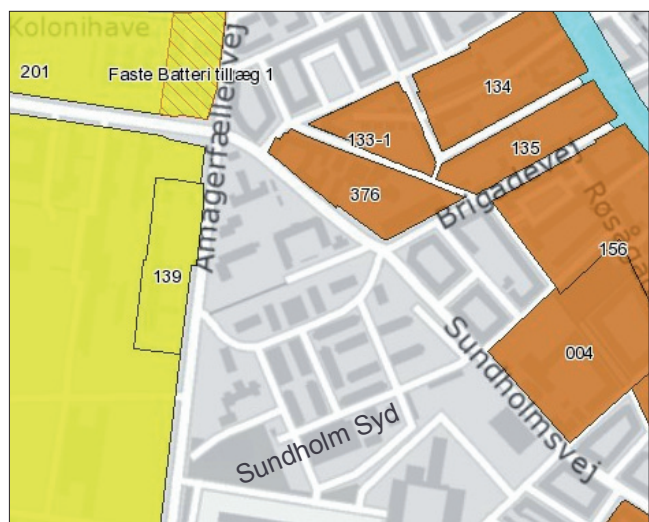 Kolonihave
201
Faste Batteri tillæg 1
Amagerfælledvej
134
133-1
135
376
Brigadevej
156
139
004
Sundholmsvej
Sundholm Syd